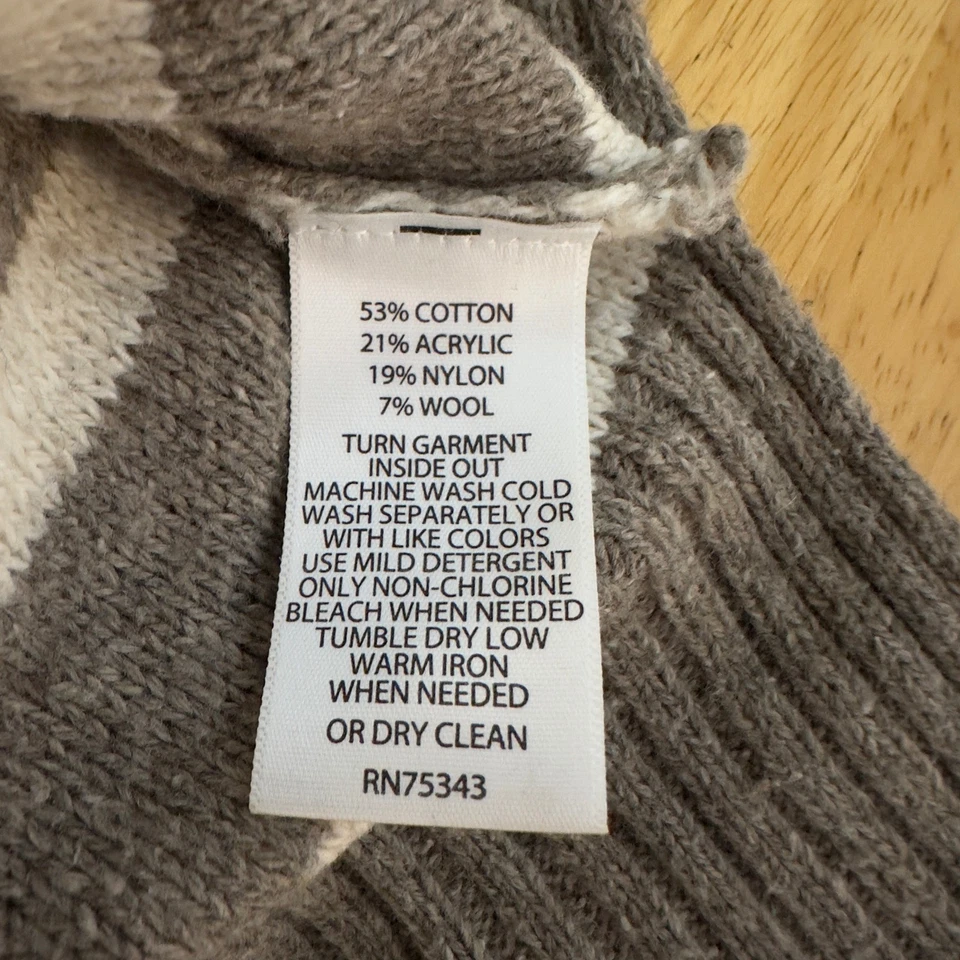 53% COTTON
21% ACRYLIC
19% NYLON
7% WOOL
TURN GARMENT
INSIDE OUT
MACHINE WASH COLD
WASH SEPARATELY OR
WITH LIKE COLORS
USE MILD DETERGENT
ONLY NON-CHLORINE
BLEACH WHEN NEEDED
TUMBLE DRY LOW
WARM IRON
WHEN NEEDED
OR DRY CLEAN
RN75343